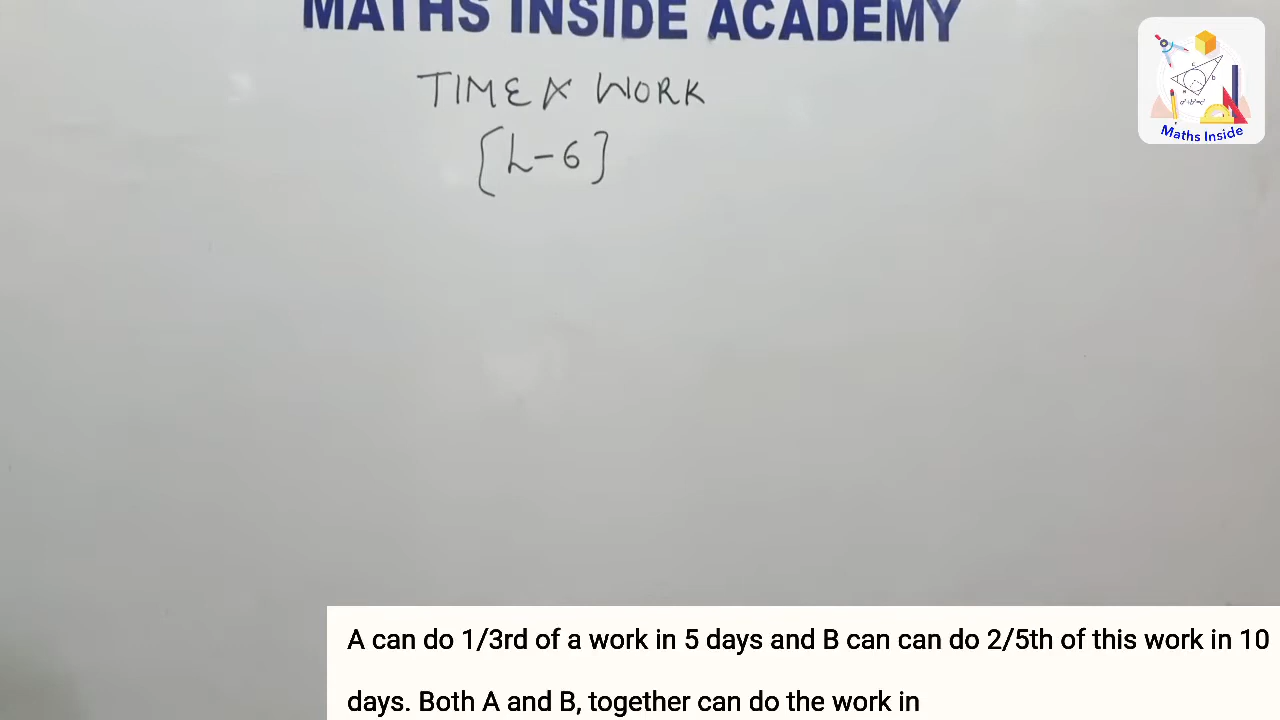 MATHS INSIDE ACADEMY
TIME & WORK
[L-6]
Maths Inside
A can do 1/3rd of a work in 5 days and B can can do 2/5th of this work in 10
days. Both A and B, together can do the work in